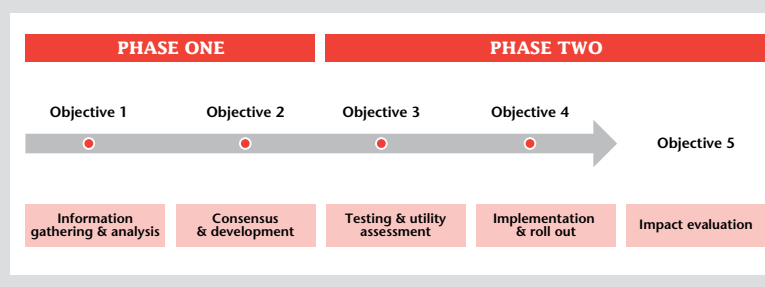 PHASE ONE
PHASE TWO
Objective 1
Objective 2
Objective 3
Objective 4
Objective 5
Information
gathering & analysis
Consensus
& development
Testing & utility
assessment
Implementation
& roll out
Impact evaluation